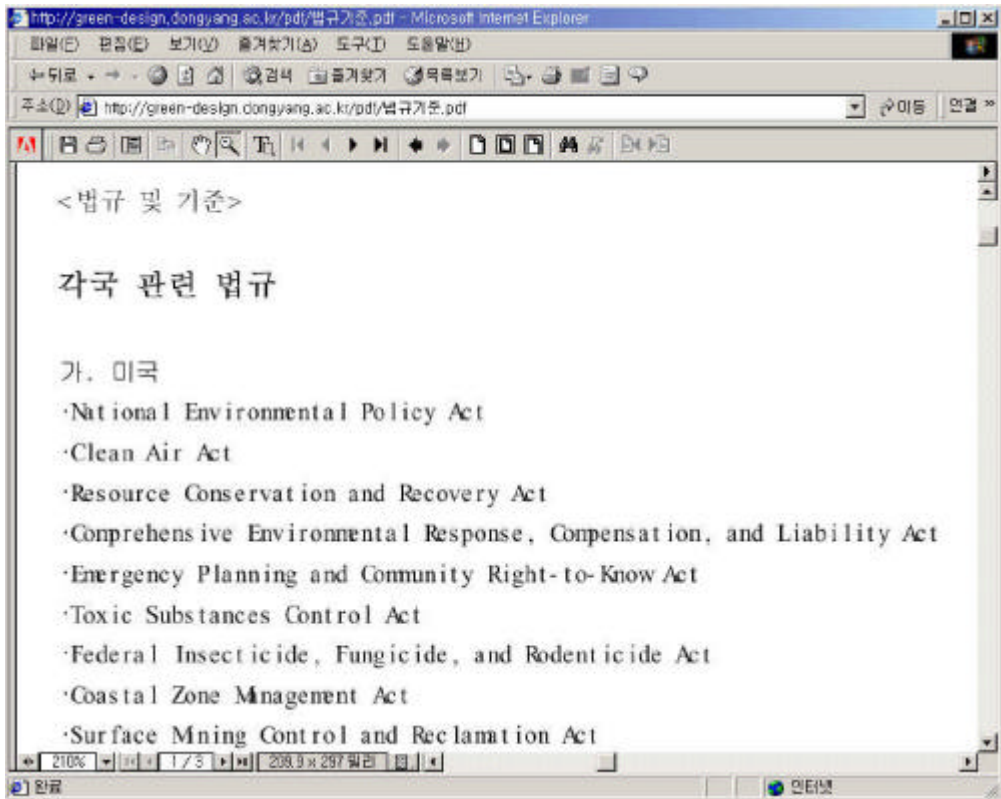 http://green-design.dongyang.ac.kr/pdf/법규기준.pdf - Microsoft Internet Explorer
파일(F) 편집(E) 보기(V) 즐겨찾기(A) 도구(T) 도움말(H)
뒤로 검색 즐겨찾기 목록보기
주소(D) http://green-design.dongyang.ac.kr/pdf/법규기준.pdf 이동 연결 »
<법규 및 기준>
각국 관련 법규
가. 미국
·National Environmental Policy Act
·Clean Air Act
·Resource Conservation and Recovery Act
·Comprehensive Environmental Response, Compensation, and Liability Act
·Emergency Planning and Community Right-to-Know Act
·Toxic Substances Control Act
·Federal Insecticide, Fungicide, and Rodenticide Act
·Coastal Zone Management Act
·Surface Mining Control and Reclamation Act
210% 1 / 3 209.9 x 297 밀리
완료 인터넷